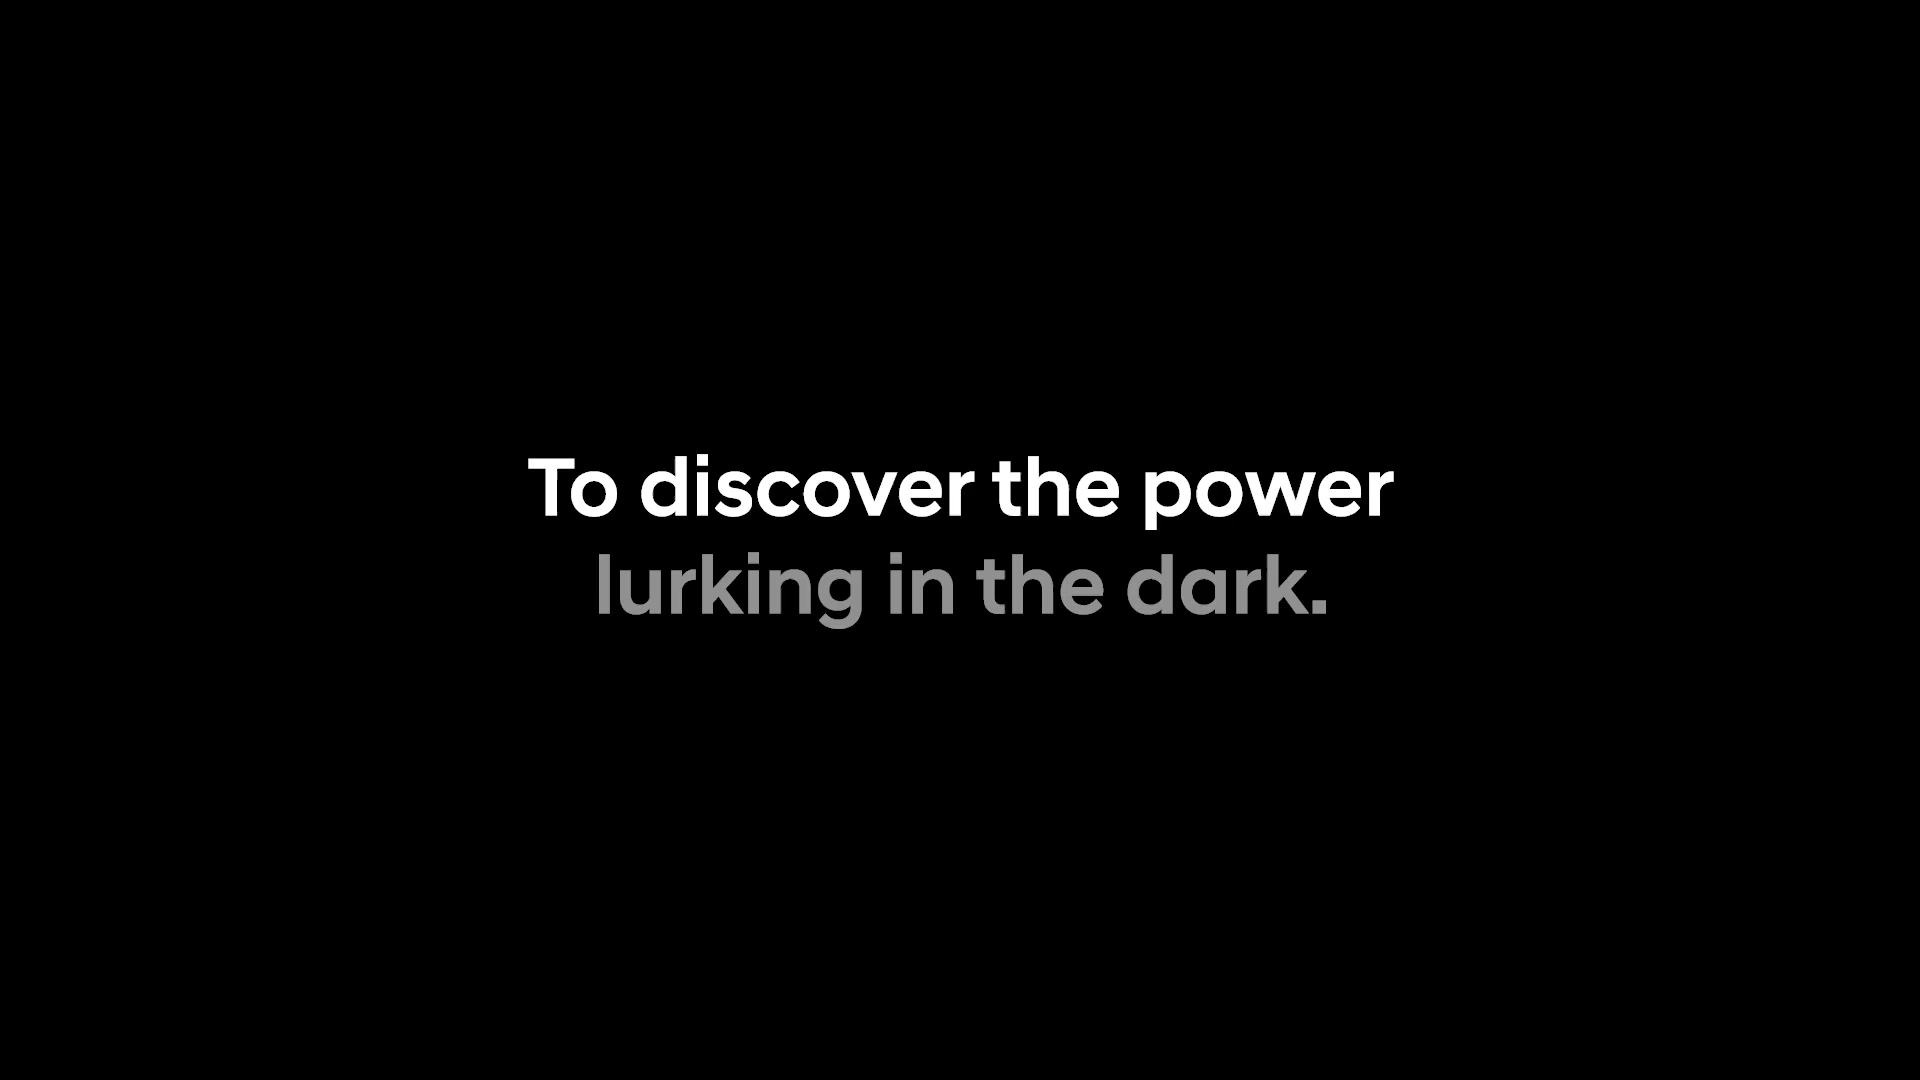 To discover the power
lurking in the dark.